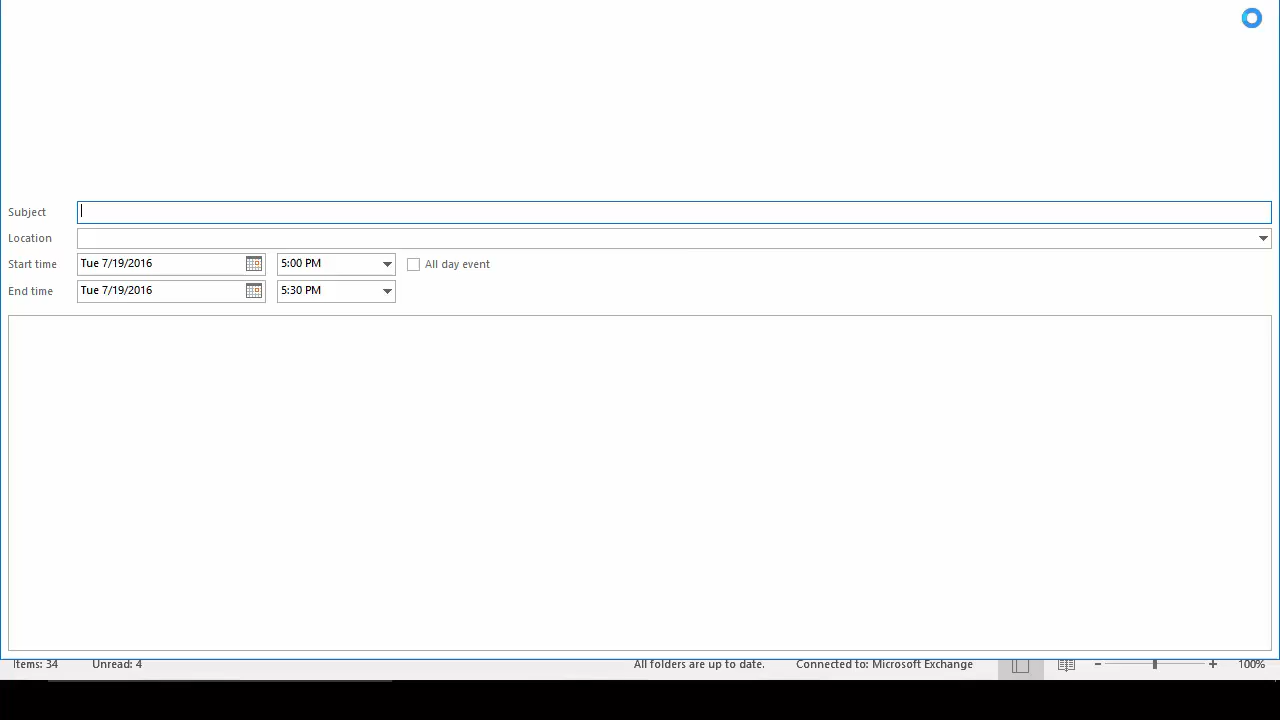 Subject
Location
Start time Tue 7/19/2016 5:00 PM All day event
End time Tue 7/19/2016 5:30 PM
Items: 34 Unread: 4 All folders are up to date. Connected to: Microsoft Exchange 100%